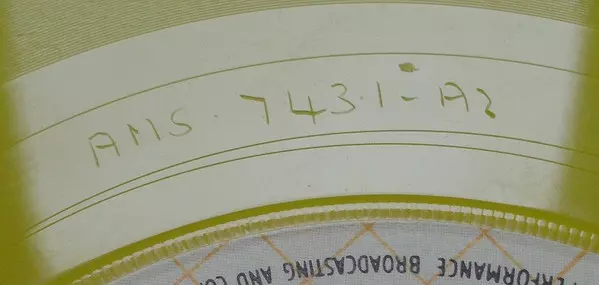 AMS · 743·1 - A2
PERFORMANCE BROADCASTING AND